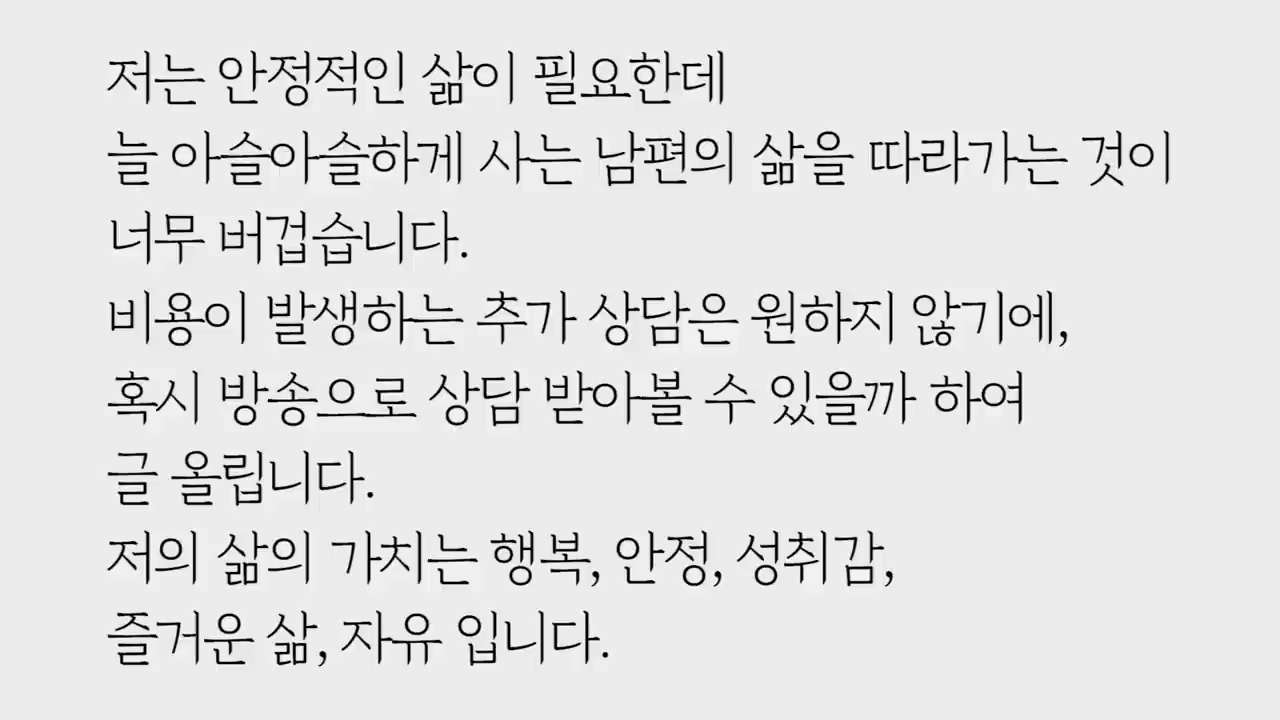 저는 안정적인 삶이 필요한데
늘 아슬아슬하게 사는 남편의 삶을 따라가는 것이
너무 버겁습니다.
비용이 발생하는 추가 상담은 원하지 않기에,
혹시 방송으로 상담 받아볼 수 있을까 하여
글 올립니다.
저의 삶의 가치는 행복, 안정, 성취감,
즐거운 삶, 자유 입니다.